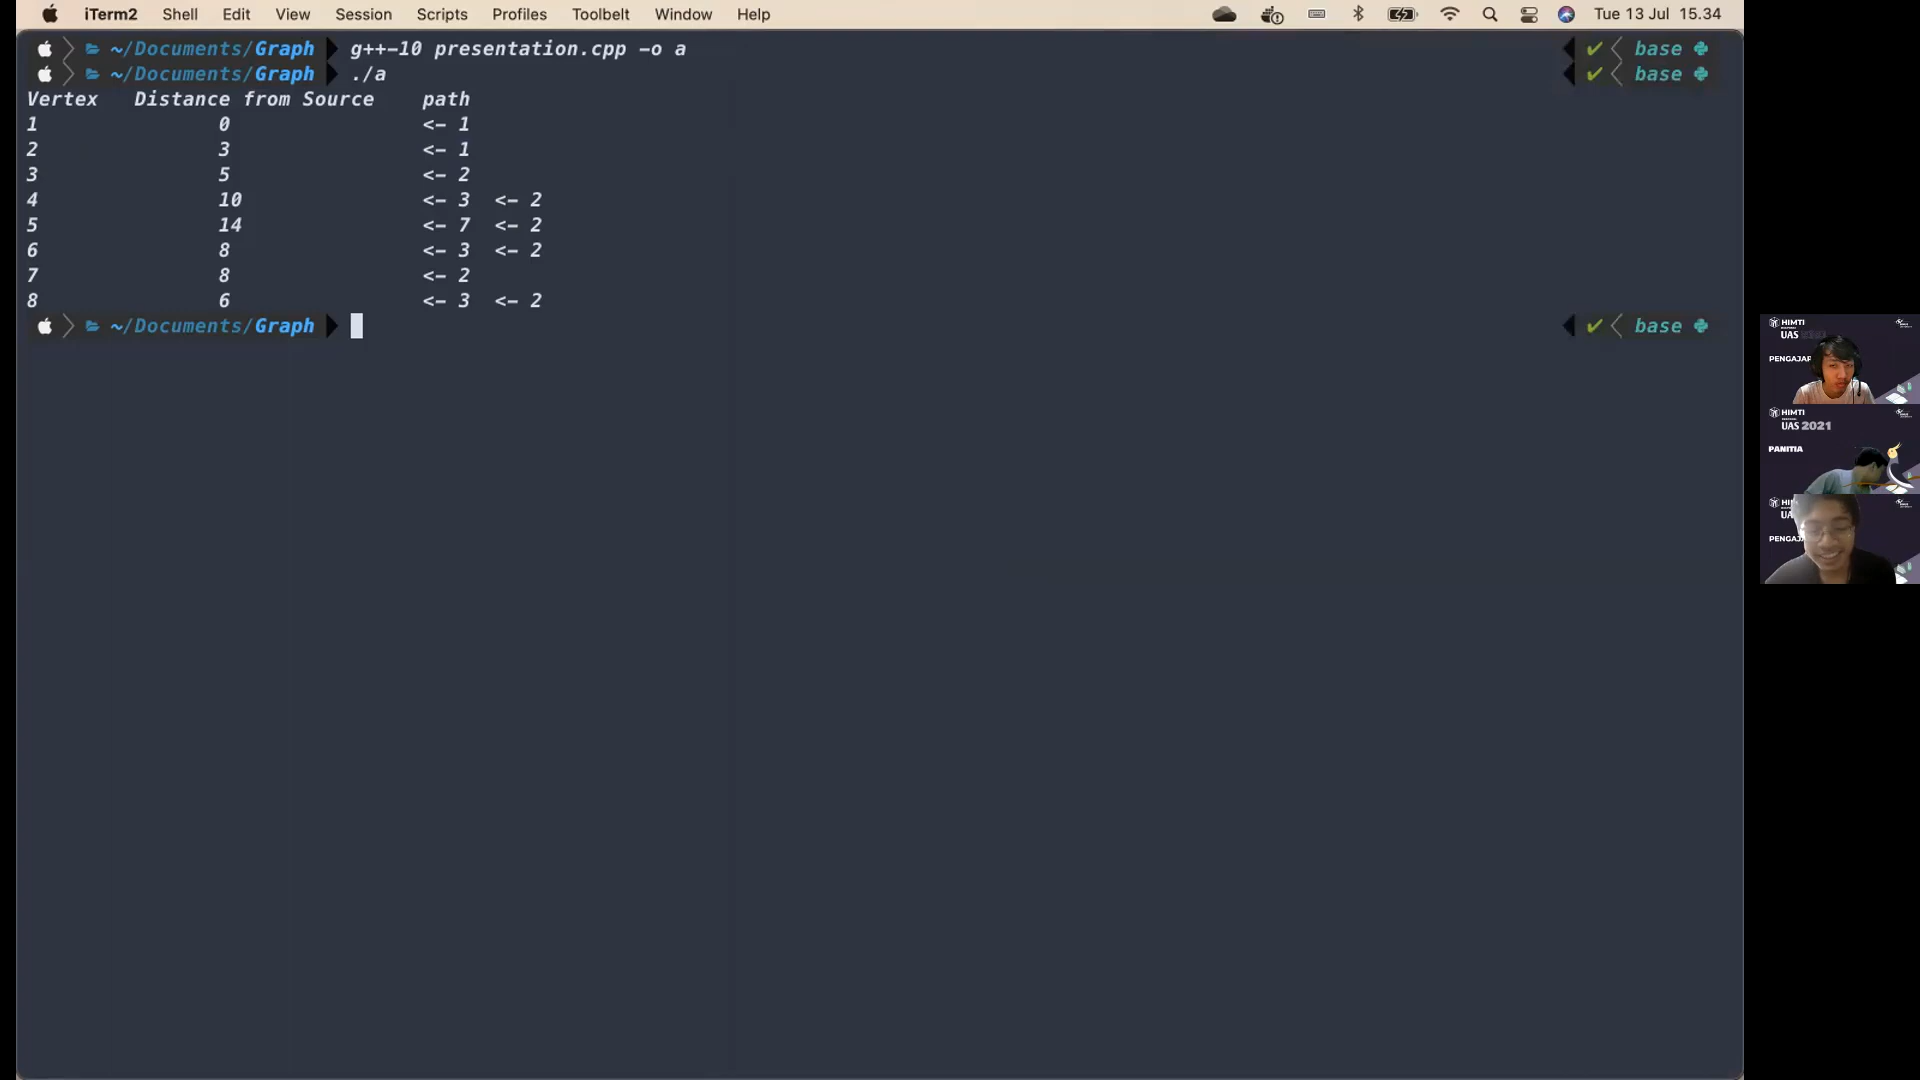 iTerm2 Shell Edit View Session Scripts Profiles Toolbelt Window Help Tue 13 Jul 15.34
~/Documents/Graph g++-10 presentation.cpp -o a ✔ base
~/Documents/Graph ./a ✔ base
Vertex Distance from Source path
1 0 <- 1
2 3 <- 1
3 5 <- 2
4 10 <- 3 <- 2
5 14 <- 7 <- 2
6 8 <- 3 <- 2
7 8 <- 2
8 6 <- 3 <- 2
~/Documents/Graph ✔ base
HIMTI
UAS
PENGAJAR
HIMTI
UAS 2021
PANITIA
HI
UA
PENGAJA